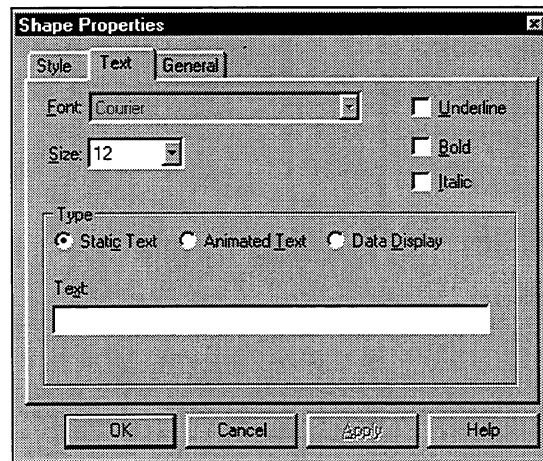 Shape Properties
Style Text General
Font: Courier
Underline
Size: 12
Bold
Italic
Type
Static Text Animated Text Data Display
Text:
OK Cancel Apply Help